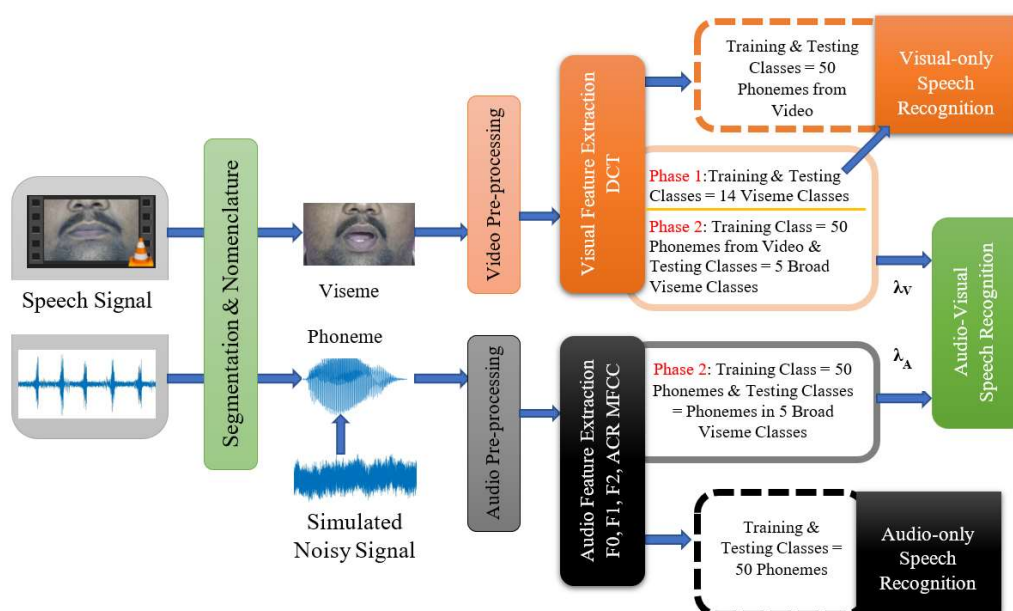 Speech Signal
Segmentation & Nomenclature
Viseme
Phoneme
Simulated
Noisy Signal
Video Pre-processing
Audio Pre-processing
Visual Feature Extraction
DCT
Training & Testing
Classes = 50
Phonemes from
Video
Visual-only
Speech
Recognition
Phase 1:Training & Testing
Classes = 14 Viseme Classes
Phase 2: Training Class = 50
Phonemes from Video &
Testing Classes = 5 Broad
Viseme Classes
λV
Audio-Visual
Speech Recognition
λA
Audio Feature Extraction
F0, F1, F2, ACR MFCC
Phase 2: Training Class = 50
Phonemes & Testing Classes
= Phonemes in 5 Broad
Viseme Classes
Training &
Testing Classes =
50 Phonemes
Audio-only
Speech
Recognition